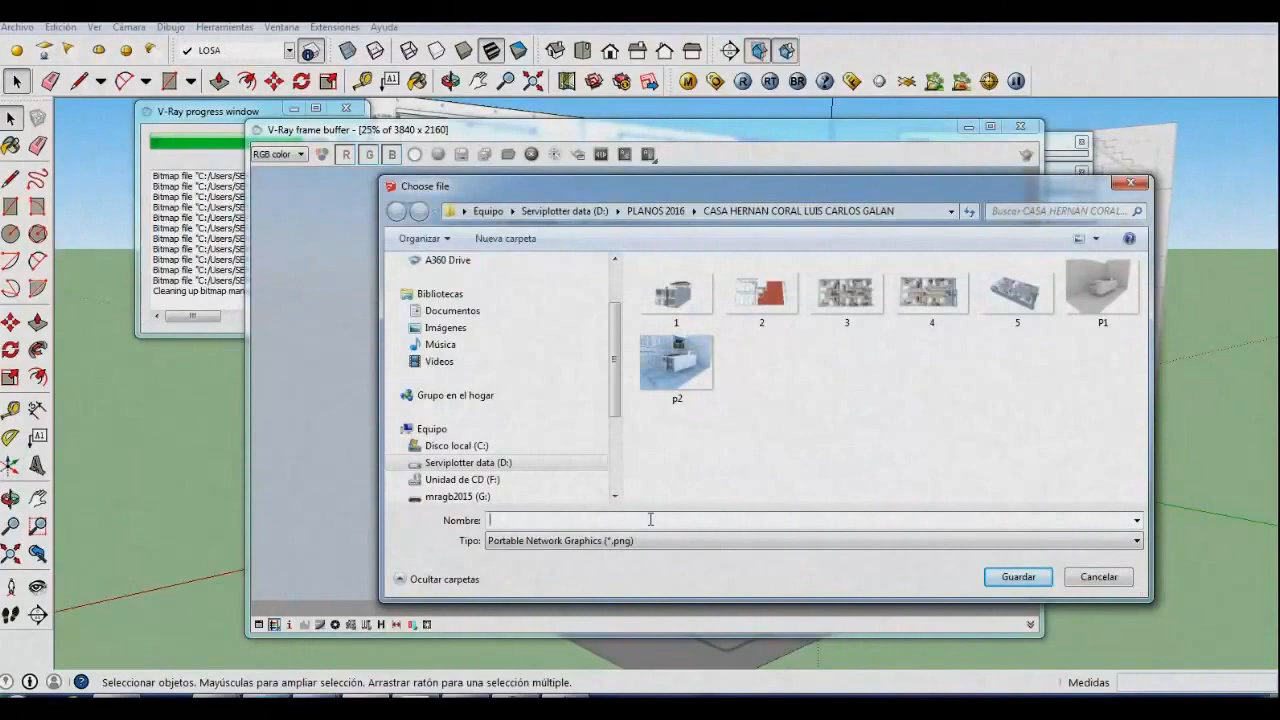 Archivo Edición Ver Cámara Dibujo Herramientas Ventana Extensiones Ayuda
LOSA
A1 M R RT BR
V-Ray progress window
V-Ray frame buffer - [25% of 3840 x 2160]
RGB color R G B
Bitmap file "C:/Users/SE
Bitmap file "C:/Users/SE
Bitmap file "C:/Users/SE
Bitmap file "C:/Users/SE
Bitmap file "C:/Users/SE
Bitmap file "C:/Users/SE
Bitmap file "C:/Users/SE
Bitmap file "C:/Users/SE
Bitmap file "C:/Users/SE
Bitmap file "C:/Users/SE
Bitmap file "C:/Users/SE
Cleaning up bitmap man
Choose file
Equipo Serviplotter data (D:) PLANOS 2016 CASA HERNAN CORAL LUIS CARLOS GALAN
Buscar CASA HERNAN CORAL...
Organizar Nueva carpeta
A360 Drive
Bibliotecas
Documentos
Imágenes
Música
Vídeos
Grupo en el hogar
Equipo
Disco local (C:)
Serviplotter data (D:)
Unidad de CD (F:)
mragb2015 (G:)
1 2 3 4 5 P1
p2
Nombre:
Tipo: Portable Network Graphics (*.png)
Ocultar carpetas
Guardar Cancelar
A1
Seleccionar objetos. Mayúsculas para ampliar selección. Arrastrar ratón para una selección múltiple.
Medidas